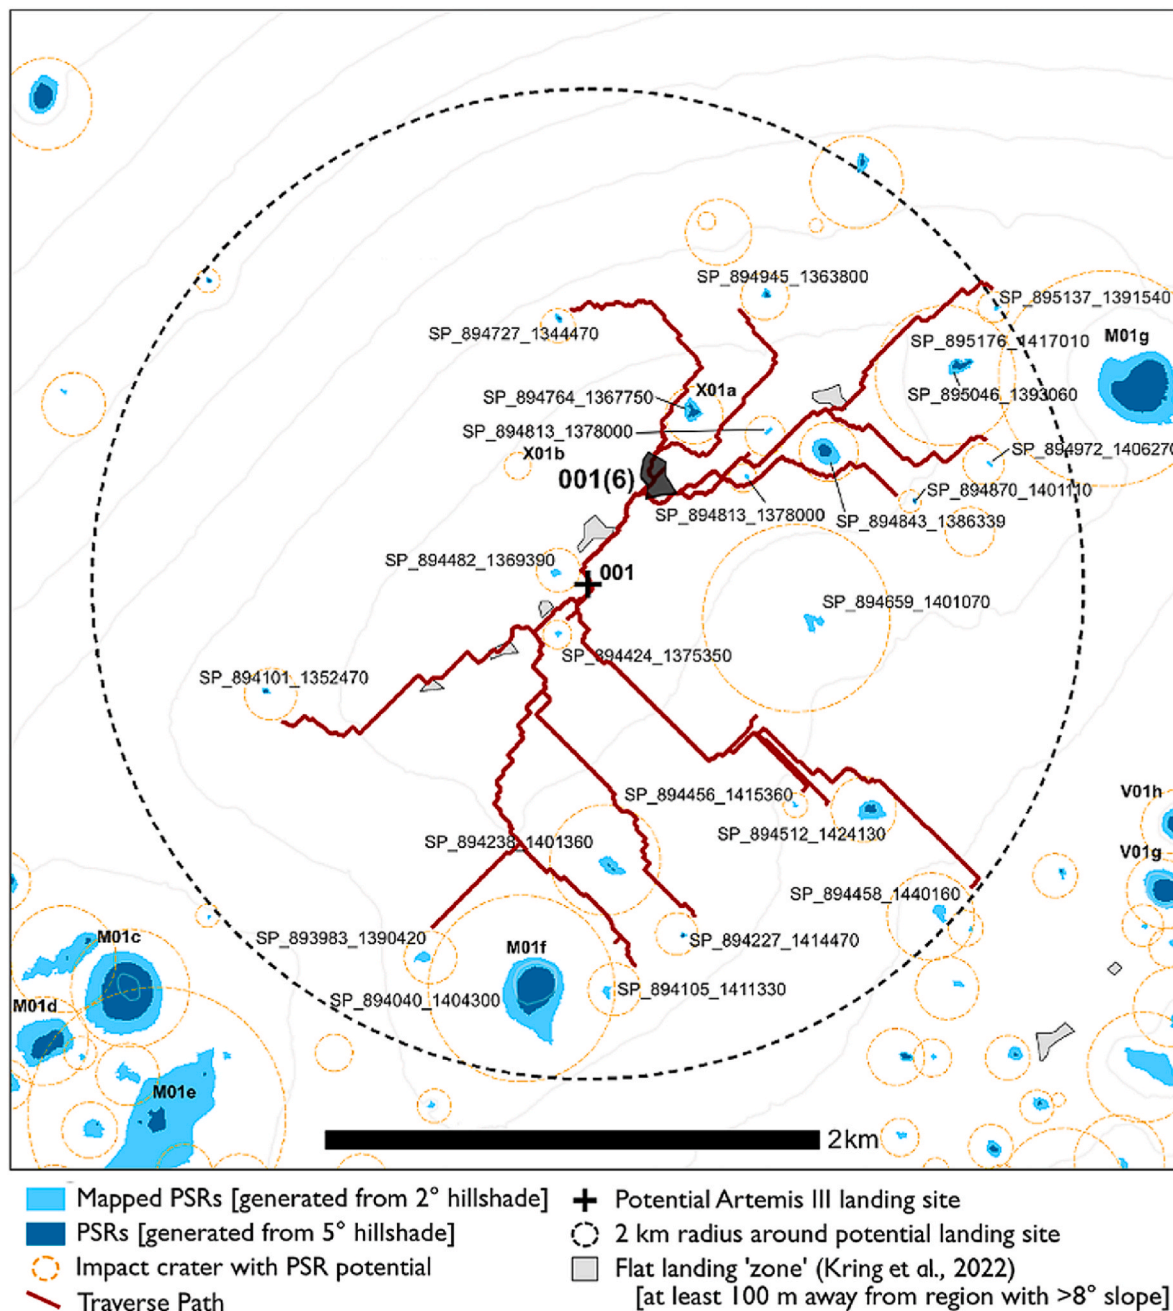 SP_894945_1363800
SP_895137_1391540
SP_894727_1344470
SP_895176_1417010
M01g
SP_894764_1367750
X01a
SP_895046_1393060
SP_894813_1378000
X01b
SP_894972_1406270
001(6)
SP_894870_1401110
SP_894813_1378000
SP_894843_1386339
SP_894482_1369390
001
SP_894659_1401070
SP_894424_1375350
SP_894101_1352470
SP_894456_1415360
V01h
SP_894512_1424130
SP_894238_1401360
V01g
SP_894458_1440160
M01c
SP_893983_1390420
M01f
SP_894227_1414470
SP_894040_1404300
SP_894105_1411330
M01d
M01e
2km
Mapped PSRs [generated from 2° hillshade]
PSRs [generated from 5° hillshade]
Impact crater with PSR potential
Traverse Path
Potential Artemis III landing site
2 km radius around potential landing site
Flat landing 'zone' (Kring et al., 2022)
[at least 100 m away from region with >8° slope]